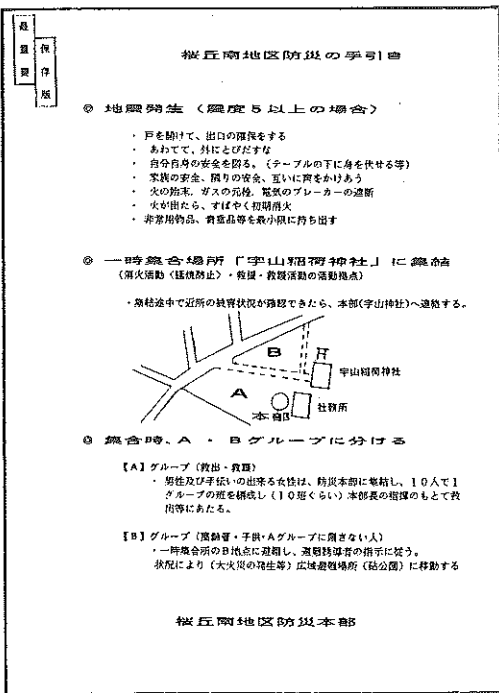 最重要
保存版
桜丘南地区防災の手引き
◎ 地震発生（震度５以上の場合）
・ 戸を開けて、出口の確保をする
・ あわてて、外にとびだすな
・ 自分自身の安全を図る。（テーブルの下に身を伏せる等）
・ 家族の安全、隣りの安全、互いに声をかけあう
・ 火の始末、ガスの元栓、電気のブレーカーの遮断
・ 火が出たら、すばやく初期消火
・ 非常用物品、貴重品等を最小限に持ち出す
◎ 一時集合場所「宇山稲荷神社」に集結
（消火活動（延焼防止）・救援・救護活動の活動拠点）
・集結途中で近所の被害状況が確認できたら、本部(宇山神社)へ連絡する。
B
宇山稲荷神社
A
社務所
本部
◎ 集合時、A ・ Bグループに分ける
【A】グループ（救出・救護）
・ 男性及び手伝いの出来る女性は、防災本部に集結し、１０人で１
グループの班を構成し（１０班くらい）本部長の指揮のもとで救
出等にあたる。
【B】グループ（高齢者・子供・Aグループに属さない人）
・一時集合所のB地点に避難し、避難誘導者の指示に従う。
状況により（大火災の発生等）広域避難場所（砧公園）に移動する
桜丘南地区防災本部